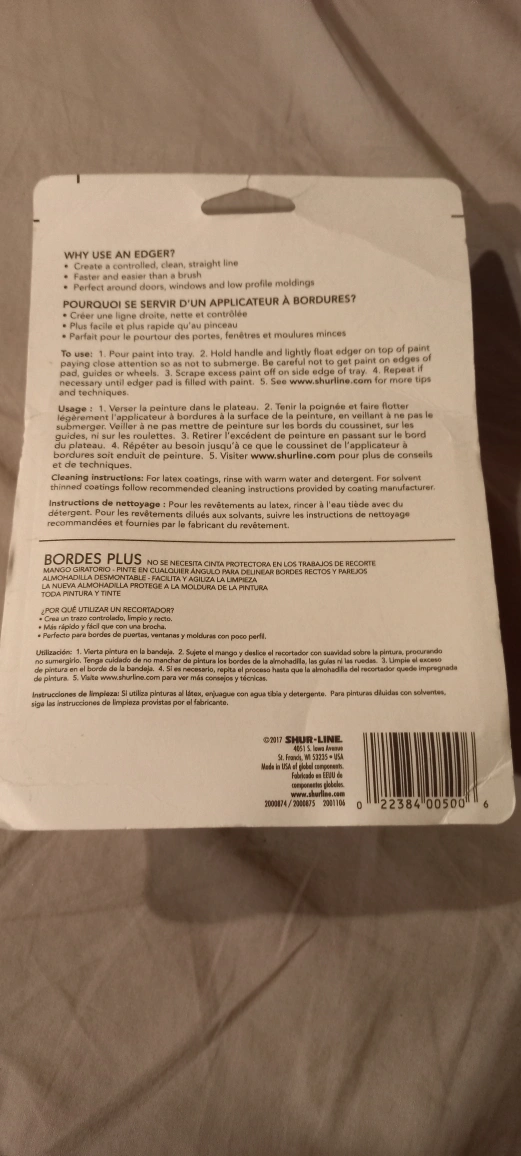 WHY USE AN EDGER?
• Create a controlled, clean, straight line
• Faster and easier than a brush
• Perfect around doors, windows and low profile moldings
POURQUOI SE SERVIR D'UN APPLICATEUR À BORDURES?
• Créer une ligne droite, nette et contrôlée
• Plus facile et plus rapide qu'au pinceau
• Parfait pour le pourtour des portes, fenêtres et moulures minces
To use: 1. Pour paint into tray. 2. Hold handle and lightly float edger on top of paint
paying close attention so as not to submerge. Be careful not to get paint on edges of
pad, guides or wheels. 3. Scrape excess paint off on side edge of tray. 4. Repeat if
necessary until edger pad is filled with paint. 5. See www.shurline.com for more tips
and techniques.
Usage : 1. Verser la peinture dans le plateau. 2. Tenir la poignée et faire flotter
légèrement l'applicateur à bordures à la surface de la peinture, en veillant à ne pas le
submerger. Veiller à ne pas mettre de peinture sur les bords du coussinet, sur les
guides, ni sur les roulettes. 3. Retirer l'excédent de peinture en passant sur le bord
du plateau. 4. Répéter au besoin jusqu'à ce que le coussinet de l'applicateur à
bordures soit enduit de peinture. 5. Visiter www.shurline.com pour plus de conseils
et de techniques.
Cleaning instructions: For latex coatings, rinse with warm water and detergent. For solvent
thinned coatings follow recommended cleaning instructions provided by coating manufacturer.
Instructions de nettoyage : Pour les revêtements au latex, rincer à l'eau tiède avec du
détergent. Pour les revêtements dilués aux solvants, suivre les instructions de nettoyage
recommandées et fournies par le fabricant du revêtement.
BORDES PLUS NO SE NECESITA CINTA PROTECTORA EN LOS TRABAJOS DE RECORTE
MANGO GIRATORIO - PINTE EN CUALQUIER ÁNGULO PARA DELINEAR BORDES RECTOS Y PAREJOS
ALMOHADILLA DESMONTABLE - FACILITA Y AGILIZA LA LIMPIEZA
LA NUEVA ALMOHADILLA PROTEGE A LA MOLDURA DE LA PINTURA
TODA PINTURA Y TINTE
¿POR QUÉ UTILIZAR UN RECORTADOR?
• Crea un trazo controlado, limpio y recto.
• Más rápido y fácil que con una brocha.
• Perfecto para bordes de puertas, ventanas y molduras con poco perfil.
Utilización: 1. Vierta pintura en la bandeja. 2. Sujete el mango y deslice el recortador con suavidad sobre la pintura, procurando
no sumergirlo. Tenga cuidado de no manchar de pintura los bordes de la almohadilla, las guías ni las ruedas. 3. Limpie el exceso
de pintura en el borde de la bandeja. 4. Si es necesario, repita el proceso hasta que la almohadilla del recortador quede impregnada
de pintura. 5. Visite www.shurline.com para ver más consejos y técnicas.
Instrucciones de limpieza: Si utiliza pinturas al látex, enjuague con agua tibia y detergente. Para pinturas diluidas con solventes,
siga las instrucciones de limpieza provistas por el fabricante.
©2017 SHUR-LINE
4051 S. Iowa Avenue
St. Francis, WI 53235 • USA
Made in USA of global components.
Fabricado en EEUU de
componentes globales.
www.shurline.com
2000874 / 2000875 2001106
0 22384 00500 6